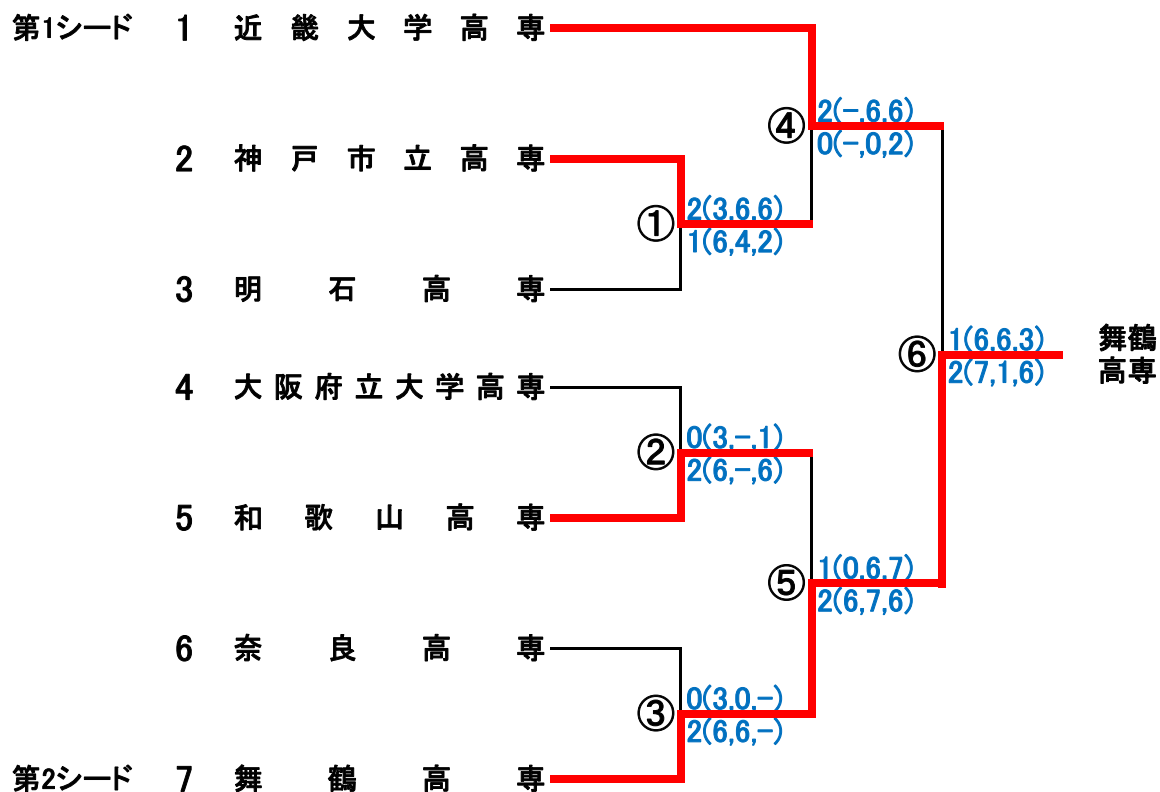 第1シード 1 近畿大学高専
2(-,6,6)
④
0(-,0,2)
2 神戸市立高専
2(3,6,6)
①
1(6,4,2)
3 明石高専
1(6,6,3)
⑥
2(7,1,6)
舞鶴
高専
4 大阪府立大学高専
0(3,-,1)
②
2(6,-,6)
5 和歌山高専
1(0,6,7)
⑤
2(6,7,6)
6 奈良高専
0(3,0,-)
③
2(6,6,-)
第2シード 7 舞鶴高専